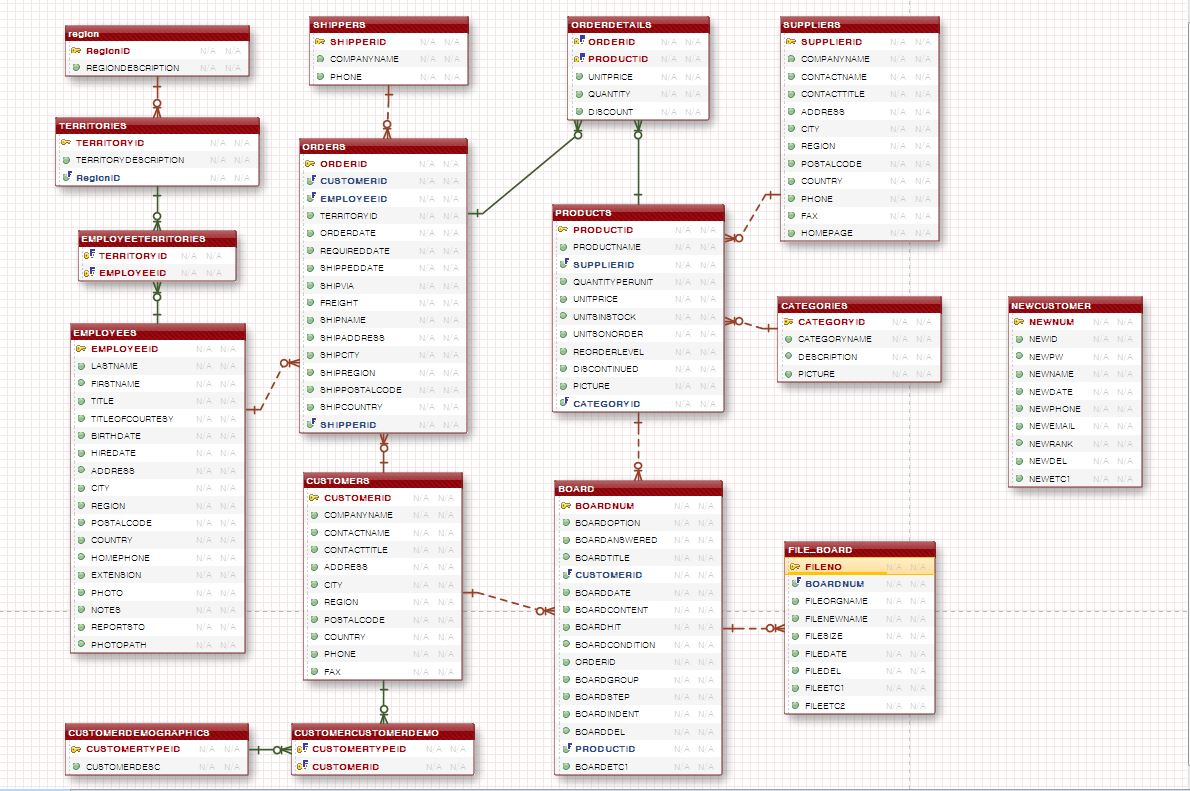 region
RegionID N/A N/A
REGIONDESCRIPTION N/A N/A
TERRITORIES
TERRITORYID N/A N/A
TERRITORYDESCRIPTION N/A N/A
RegionID N/A N/A
EMPLOYEETERRITORIES
TERRITORYID N/A N/A
EMPLOYEEID N/A N/A
EMPLOYEES
EMPLOYEEID N/A N/A
LASTNAME N/A N/A
FIRSTNAME N/A N/A
TITLE N/A N/A
TITLEOFCOURTESY N/A N/A
BIRTHDATE N/A N/A
HIREDATE N/A N/A
ADDRESS N/A N/A
CITY N/A N/A
REGION N/A N/A
POSTALCODE N/A N/A
COUNTRY N/A N/A
HOMEPHONE N/A N/A
EXTENSION N/A N/A
PHOTO N/A N/A
NOTES N/A N/A
REPORTSTO N/A N/A
PHOTOPATH N/A N/A
CUSTOMERDEMOGRAPHICS
CUSTOMERTYPEID N/A N/A
CUSTOMERDESC N/A N/A
SHIPPERS
SHIPPERID N/A N/A
COMPANYNAME N/A N/A
PHONE N/A N/A
ORDERS
ORDERID N/A N/A
CUSTOMERID N/A N/A
EMPLOYEEID N/A N/A
TERRITORYID N/A N/A
ORDERDATE N/A N/A
REQUIREDDATE N/A N/A
SHIPPEDDATE N/A N/A
SHIPVIA N/A N/A
FREIGHT N/A N/A
SHIPNAME N/A N/A
SHIPADDRESS N/A N/A
SHIPCITY N/A N/A
SHIPREGION N/A N/A
SHIPPOSTALCODE N/A N/A
SHIPCOUNTRY N/A N/A
SHIPPERID N/A N/A
CUSTOMERS
CUSTOMERID N/A N/A
COMPANYNAME N/A N/A
CONTACTNAME N/A N/A
CONTACTTITLE N/A N/A
ADDRESS N/A N/A
CITY N/A N/A
REGION N/A N/A
POSTALCODE N/A N/A
COUNTRY N/A N/A
PHONE N/A N/A
FAX N/A N/A
CUSTOMERCUSTOMERDEMO
CUSTOMERTYPEID N/A N/A
CUSTOMERID N/A N/A
ORDERDETAILS
ORDERID N/A N/A
PRODUCTID N/A N/A
UNITPRICE N/A N/A
QUANTITY N/A N/A
DISCOUNT N/A N/A
PRODUCTS
PRODUCTID N/A N/A
PRODUCTNAME N/A N/A
SUPPLIERID N/A N/A
QUANTITYPERUNIT N/A N/A
UNITPRICE N/A N/A
UNITSINSTOCK N/A N/A
UNITSONORDER N/A N/A
REORDERLEVEL N/A N/A
DISCONTINUED N/A N/A
PICTURE N/A N/A
CATEGORYID N/A N/A
BOARD
BOARDNUM N/A N/A
BOARDOPTION N/A N/A
BOARDANSWERED N/A N/A
BOARDTITLE N/A N/A
CUSTOMERID N/A N/A
BOARDDATE N/A N/A
BOARDCONTENT N/A N/A
BOARDHIT N/A N/A
BOARDCONDITION N/A N/A
ORDERID N/A N/A
BOARDGROUP N/A N/A
BOARDSTEP N/A N/A
BOARDINDENT N/A N/A
BOARDDEL N/A N/A
PRODUCTID N/A N/A
BOARDETC1 N/A N/A
SUPPLIERS
SUPPLIERID N/A N/A
COMPANYNAME N/A N/A
CONTACTNAME N/A N/A
CONTACTTITLE N/A N/A
ADDRESS N/A N/A
CITY N/A N/A
REGION N/A N/A
POSTALCODE N/A N/A
COUNTRY N/A N/A
PHONE N/A N/A
FAX N/A N/A
HOMEPAGE N/A N/A
CATEGORIES
CATEGORYID N/A N/A
CATEGORYNAME N/A N/A
DESCRIPTION N/A N/A
PICTURE N/A N/A
FILE_BOARD
FILENO N/A N/A
BOARDNUM N/A N/A
FILEORGNAME N/A N/A
FILENEWNAME N/A N/A
FILESIZE N/A N/A
FILEDATE N/A N/A
FILEDEL N/A N/A
FILEETC1 N/A N/A
FILEETC2 N/A N/A
NEWCUSTOMER
NEWNUM N/A N/A
NEWID N/A N/A
NEWPW N/A N/A
NEWNAME N/A N/A
NEWDATE N/A N/A
NEWPHONE N/A N/A
NEWEMAIL N/A N/A
NEWRANK N/A N/A
NEWDEL N/A N/A
NEWETC1 N/A N/A